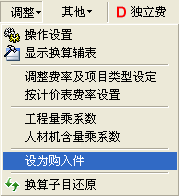 调整 其他 D 独立费
操作设置
显示换算辅表
调整费率及项目类型设定
按计价表费率设置
工程量乘系数
人材机含量乘系数
设为购入件
换算子目还原